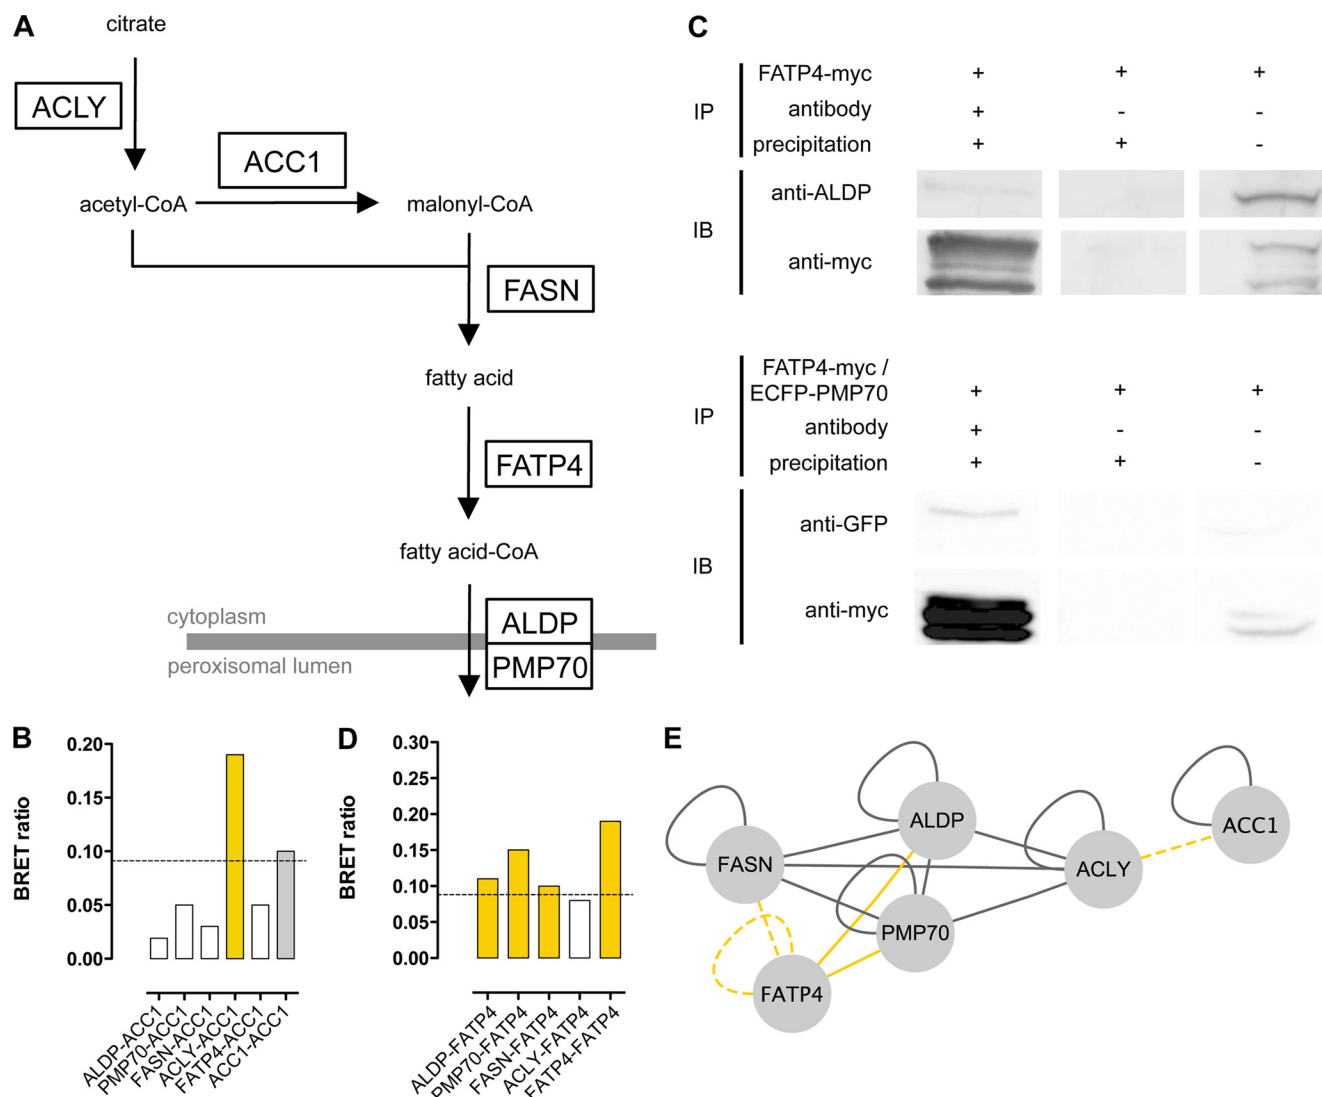 A
citrate
ACLY
ACC1
acetyl-CoA
malonyl-CoA
FASN
fatty acid
FATP4
fatty acid-CoA
cytoplasm
ALDP
peroxisomal lumen
PMP70
B
BRET ratio
0.20
0.15
0.10
0.05
0.00
ALDP-ACC1
PMP70-ACC1
FASN-ACC1
ACLY-ACC1
FATP4-ACC1
ACC1-ACC1
C
IP
FATP4-myc + + +
antibody + - -
precipitation + + -
IB
anti-ALDP
anti-myc
IP
FATP4-myc /
ECFP-PMP70 + + +
antibody + - -
precipitation + + -
IB
anti-GFP
anti-myc
D
BRET ratio
0.30
0.25
0.20
0.15
0.10
0.05
0.00
ALDP-FATP4
PMP70-FATP4
FASN-FATP4
ACLY-FATP4
FATP4-FATP4
E
ALDP
ACC1
FASN
ACLY
PMP70
FATP4